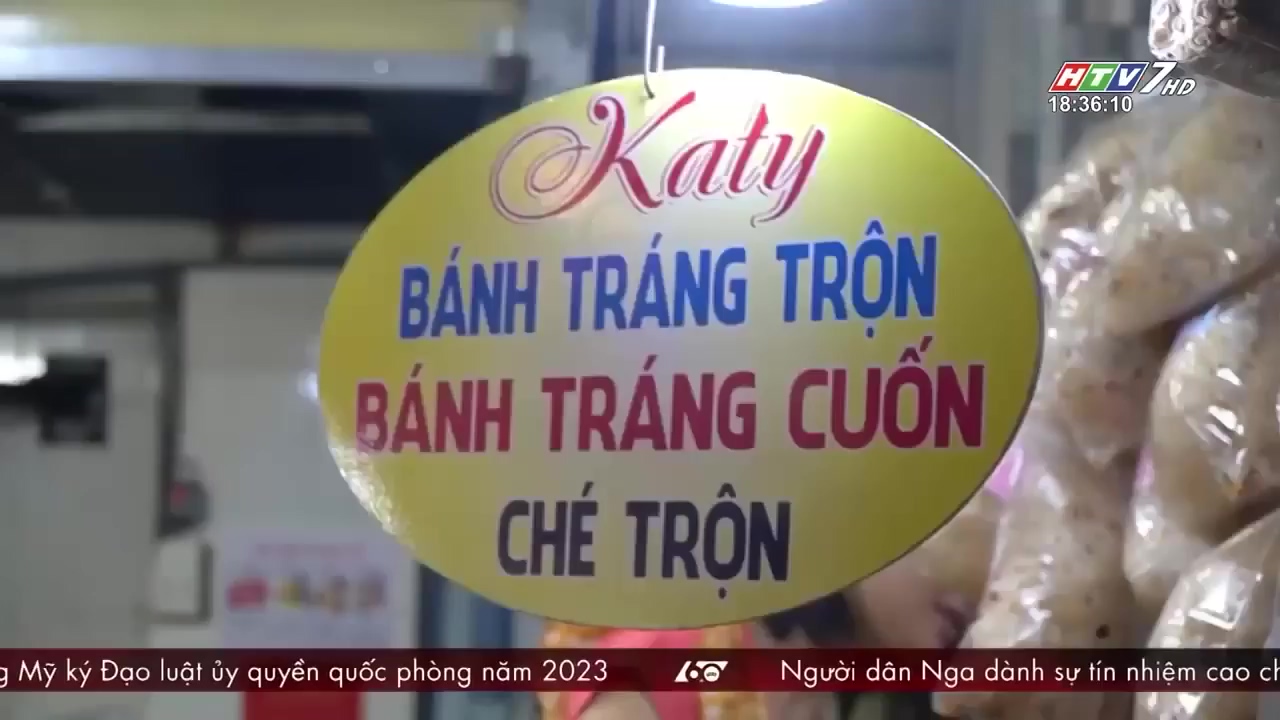 HTV7 HD
18:36:10
Katy
BÁNH TRÁNG TRỘN
BÁNH TRÁNG CUỐN
CHÉ TRỘN
Mỹ ký Đạo luật ủy quyền quốc phòng năm 2023
Người dân Nga dành sự tín nhiệm cao